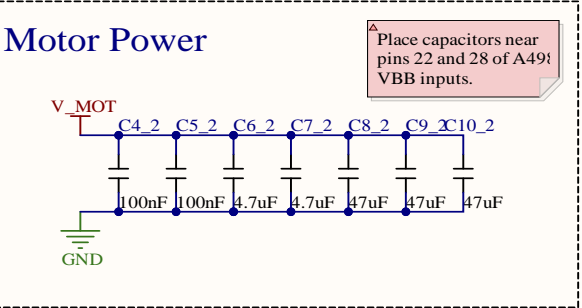 Motor Power
Place capacitors near
pins 22 and 28 of A498
VBB inputs.
V_MOT
C4_2 C5_2 C6_2 C7_2 C8_2 C9_2 C10_2
100nF 100nF 4.7uF 4.7uF 47uF 47uF 47uF
GND